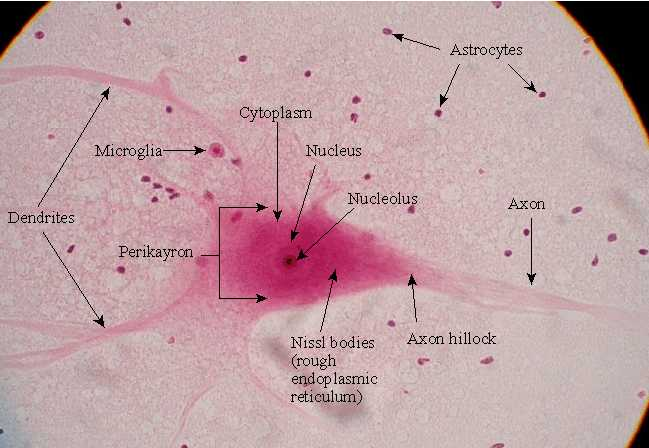 Astrocytes
Cytoplasm
Microglia
Nucleus
Nucleolus
Dendrites
Axon
Perikayron
Nissl bodies
(rough
endoplasmic
reticulum)
Axon hillock